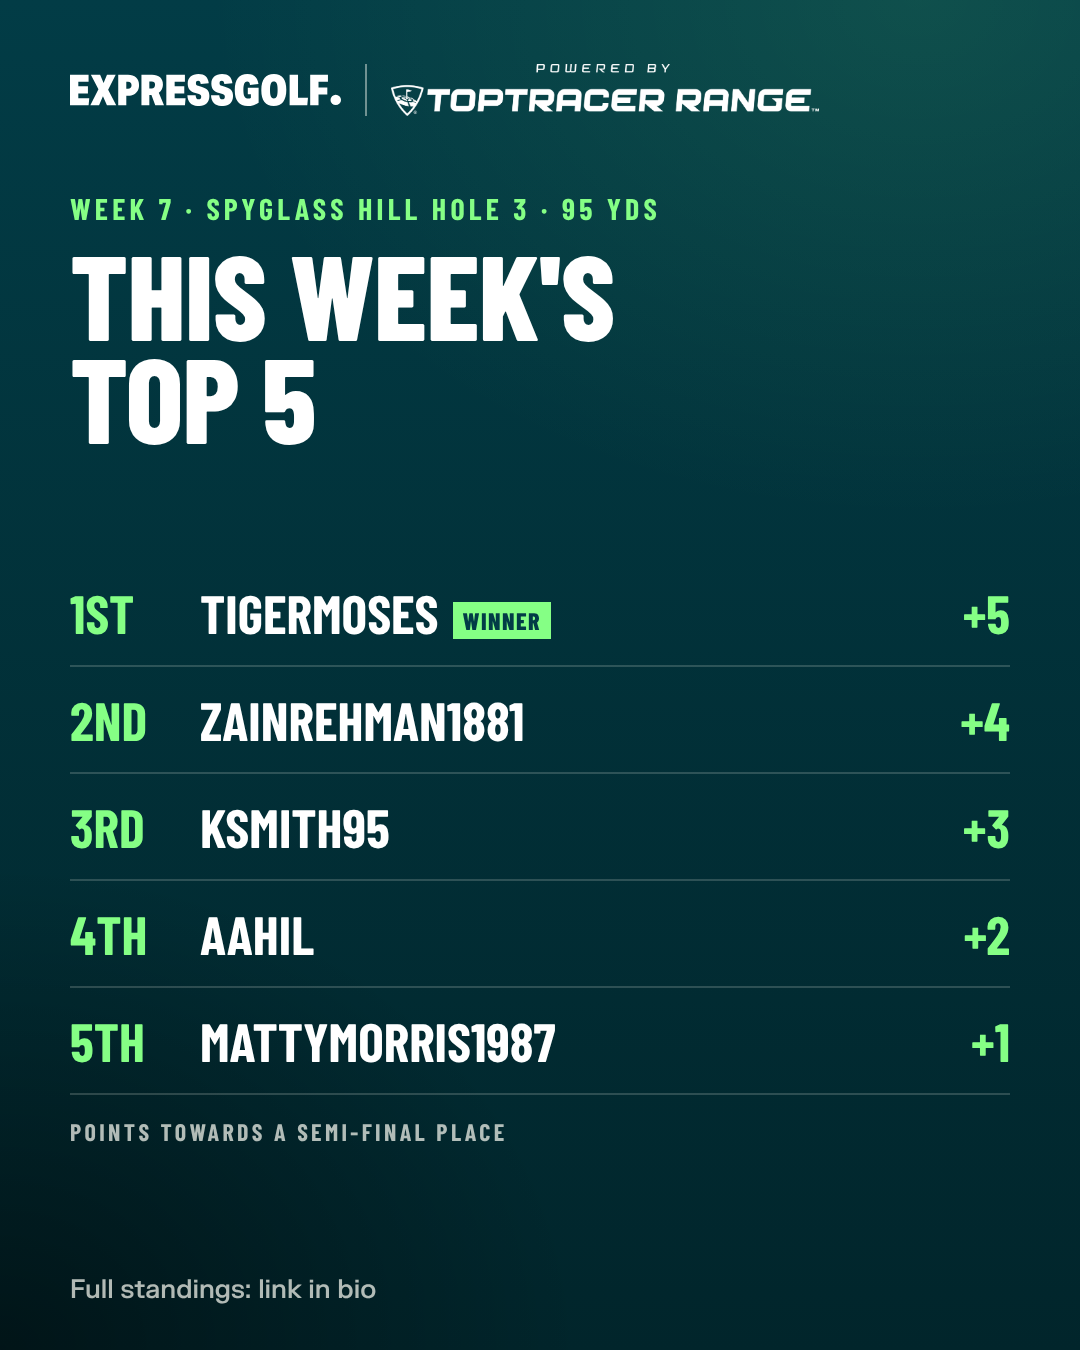 EXPRESSGOLF.
POWERED BY
TOPTRACER RANGE™
WEEK 7 · SPYGLASS HILL HOLE 3 · 95 YDS
THIS WEEK'S
TOP 5
1ST TIGERMOSES WINNER +5
2ND ZAINREHMAN1881 +4
3RD KSMITH95 +3
4TH AAHIL +2
5TH MATTYMORRIS1987 +1
POINTS TOWARDS A SEMI-FINAL PLACE
Full standings: link in bio